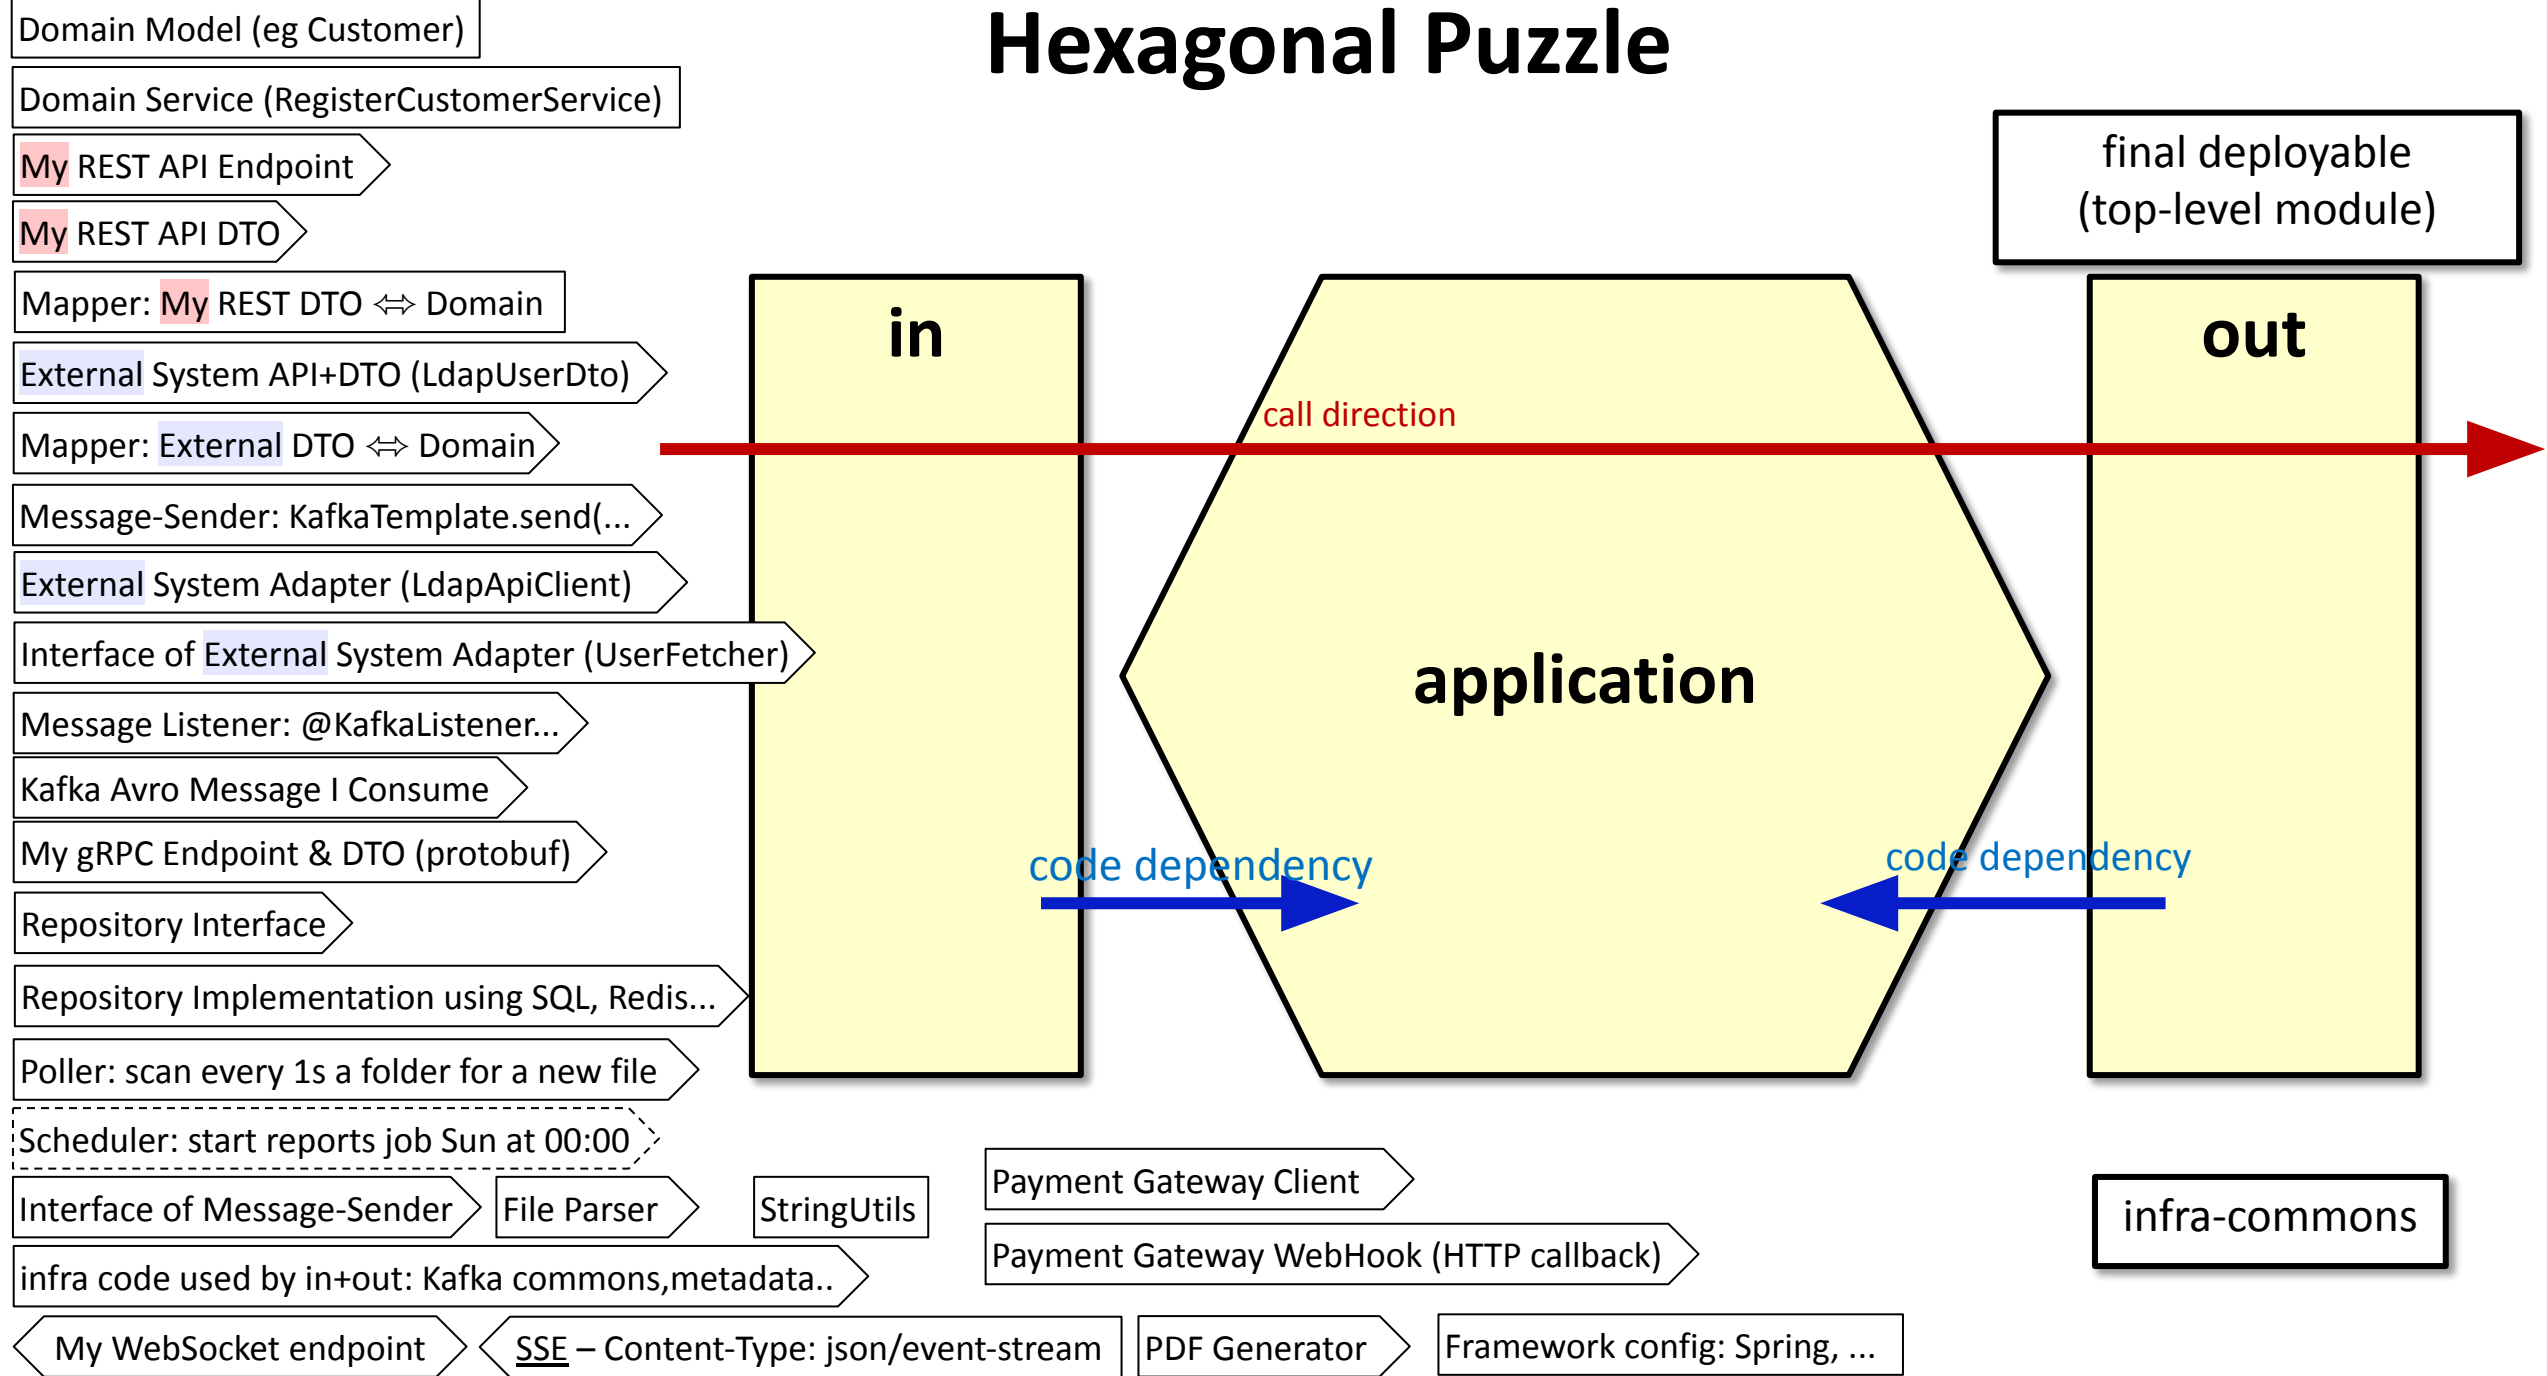 Hexagonal Puzzle
Domain Model (eg Customer)
Domain Service (RegisterCustomerService)
My REST API Endpoint
My REST API DTO
Mapper: My REST DTO ⬄ Domain
External System API+DTO (LdapUserDto)
Mapper: External DTO ⬄ Domain
Message-Sender: KafkaTemplate.send(...
External System Adapter (LdapApiClient)
Interface of External System Adapter (UserFetcher)
Message Listener: @KafkaListener...
Kafka Avro Message I Consume
My gRPC Endpoint & DTO (protobuf)
Repository Interface
Repository Implementation using SQL, Redis...
Poller: scan every 1s a folder for a new file
Scheduler: start reports job Sun at 00:00
Interface of Message-Sender
File Parser
StringUtils
infra code used by in+out: Kafka commons,metadata..
My WebSocket endpoint
SSE – Content-Type: json/event-stream
PDF Generator
Framework config: Spring, ...
Payment Gateway Client
Payment Gateway WebHook (HTTP callback)
in
call direction
application
code dependency
code dependency
out
final deployable
(top-level module)
infra-commons